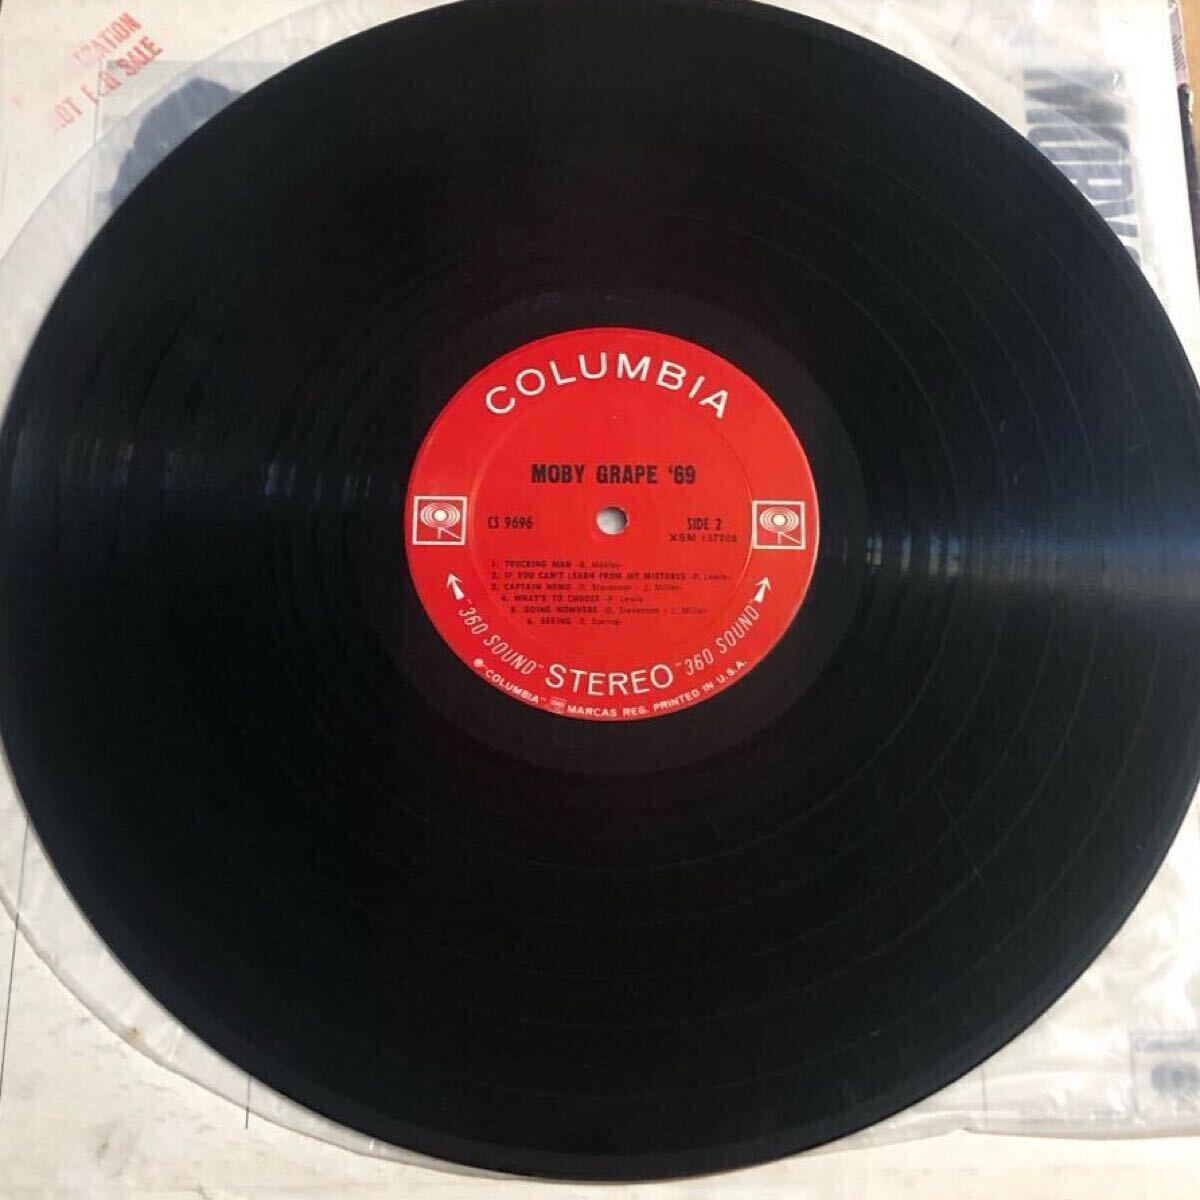 NOT FOR SALE
COLUMBIA
MOBY GRAPE '69
CS 9696
SIDE 2
XSM 137208
1. TRUCKING MAN -B. Mosley-
2. IF YOU CAN'T LEARN FROM MY MISTAKES -P. Lewis-
3. CAPTAIN NEMO -D. Stevenson - J. Miller-
4. WHAT'S TO CHOOSE -P. Lewis-
5. GOING NOWHERE -D. Stevenson - J. Miller-
6. SEEING -S. Spence-
"360 SOUND" STEREO "360 SOUND"
℗ "COLUMBIA" MARCAS REG. PRINTED IN U.S.A.